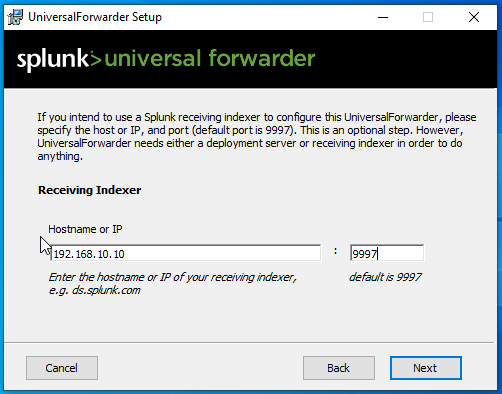 UniversalForwarder Setup
splunk>universal forwarder
If you intend to use a Splunk receiving indexer to configure this UniversalForwarder, please
specify the host or IP, and port (default port is 9997). This is an optional step. However,
UniversalForwarder needs either a deployment server or receiving indexer in order to do
anything.
Receiving Indexer
Hostname or IP
192.168.10.10 : 9997
Enter the hostname or IP of your receiving indexer, default is 9997
e.g. ds.splunk.com
Cancel Back Next